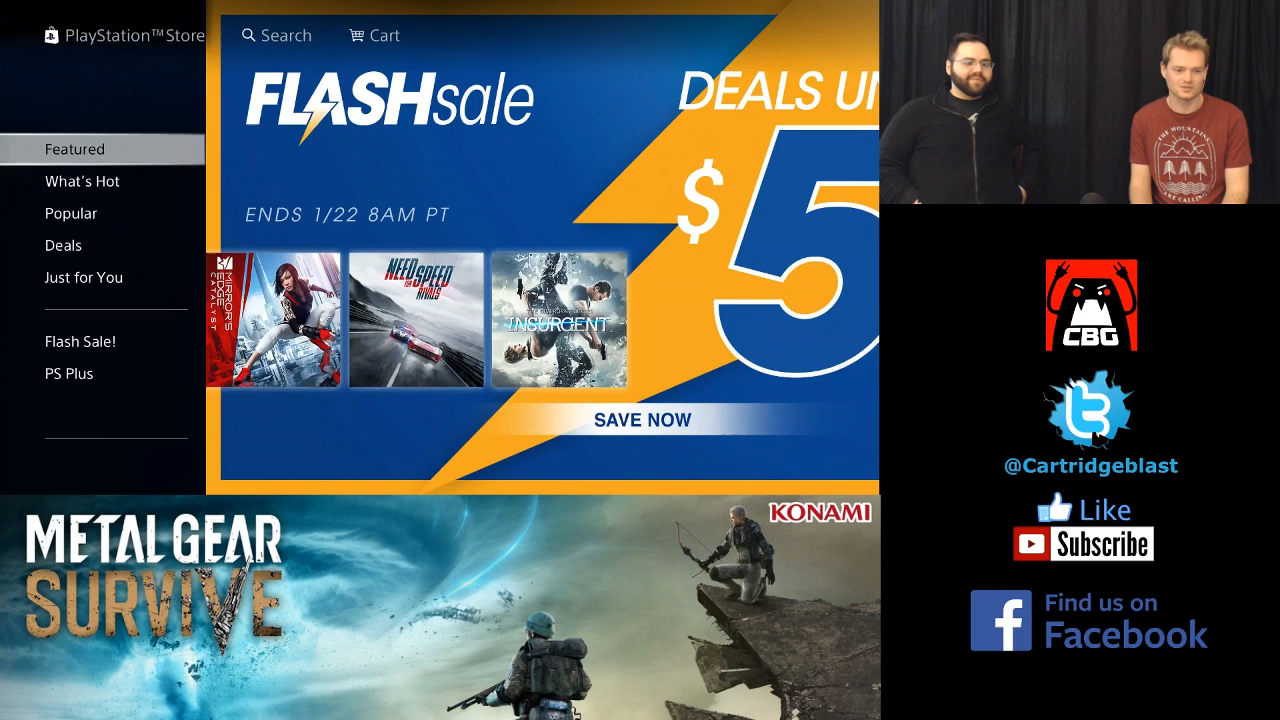 PlayStation™Store
Search
Cart
Featured
What's Hot
Popular
Deals
Just for You
Flash Sale!
PS Plus
FLASHsale
ENDS 1/22 8AM PT
DEALS UN
$5
MIRROR'S EDGE
CATALYST
NEED FOR SPEED
RIVALS
INSURGENT
SAVE NOW
METAL GEAR
SURVIVE
KONAMI
THE MOUNTAINS
ARE CALLING
CBG
@Cartridgeblast
Like
Subscribe
Find us on
Facebook